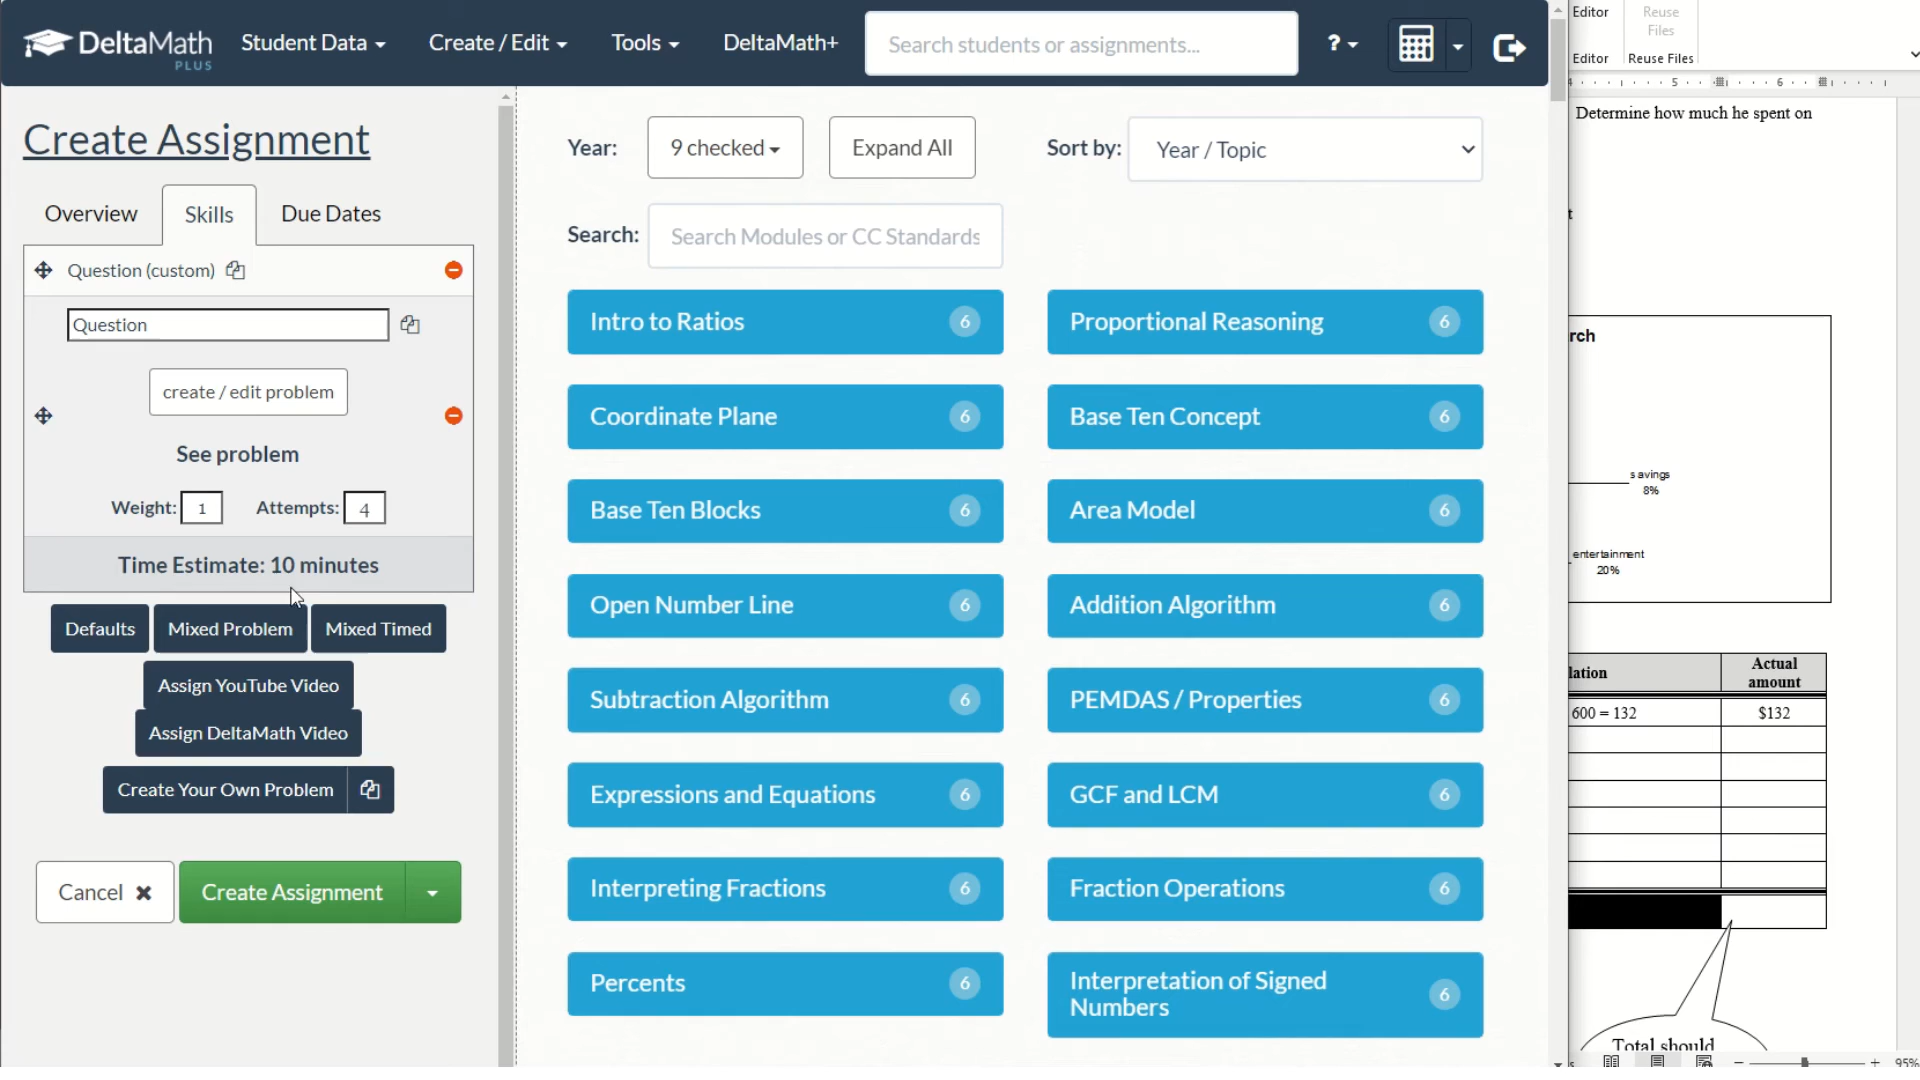 DeltaMath
PLUS
Student Data
Create / Edit
Tools
DeltaMath+
Search students or assignments...
?
Create Assignment
Overview
Skills
Due Dates
Question (custom)
Question
create / edit problem
See problem
Weight: 1
Attempts: 4
Time Estimate: 10 minutes
Defaults
Mixed Problem
Mixed Timed
Assign YouTube Video
Assign DeltaMath Video
Create Your Own Problem
Cancel
Create Assignment
Year:
9 checked
Expand All
Sort by:
Year / Topic
Search:
Search Modules or CC Standards
Intro to Ratios 6
Proportional Reasoning 6
Coordinate Plane 6
Base Ten Concept 6
Base Ten Blocks 6
Area Model 6
Open Number Line 6
Addition Algorithm 6
Subtraction Algorithm 6
PEMDAS / Properties 6
Expressions and Equations 6
GCF and LCM 6
Interpreting Fractions 6
Fraction Operations 6
Percents 6
Interpretation of Signed
Numbers 6
Editor
Reuse
Files
Editor
Reuse Files
5
6
Determine how much he spent on
t
rch
savings
8%
entertainment
20%
lation
Actual
amount
600 = 132
$132
Total should
95%